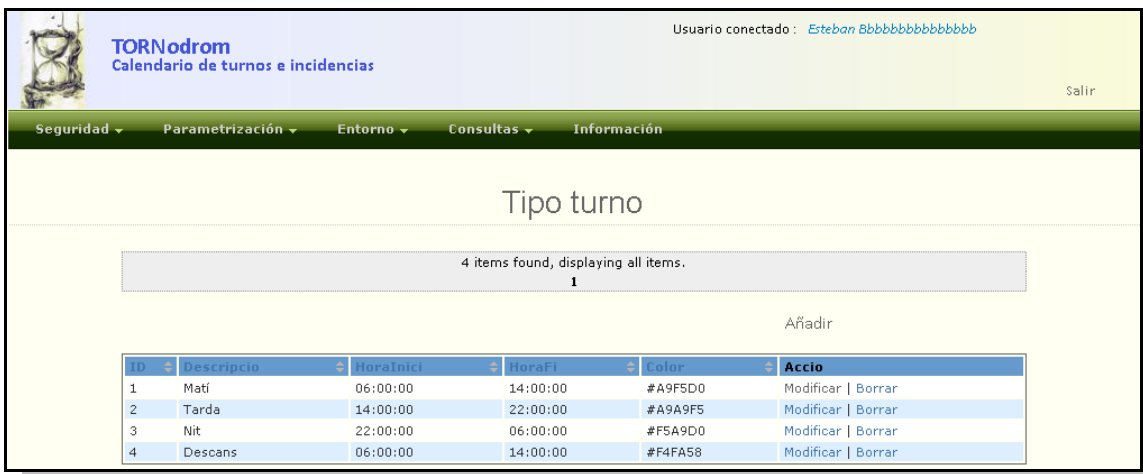 Usuario conectado : Esteban Bbbbbbbbbbbbbbb
TORNodrom
Calendario de turnos e incidencias
Salir
Seguridad Parametrización Entorno Consultas Información
Tipo turno
4 items found, displaying all items.
1
Añadir
ID Descripcio HoraInici HoraFi Color Accio
1 Matí 06:00:00 14:00:00 #A9F5D0 Modificar | Borrar
2 Tarda 14:00:00 22:00:00 #A9A9F5 Modificar | Borrar
3 Nit 22:00:00 06:00:00 #F5A9D0 Modificar | Borrar
4 Descans 06:00:00 14:00:00 #F4FA58 Modificar | Borrar